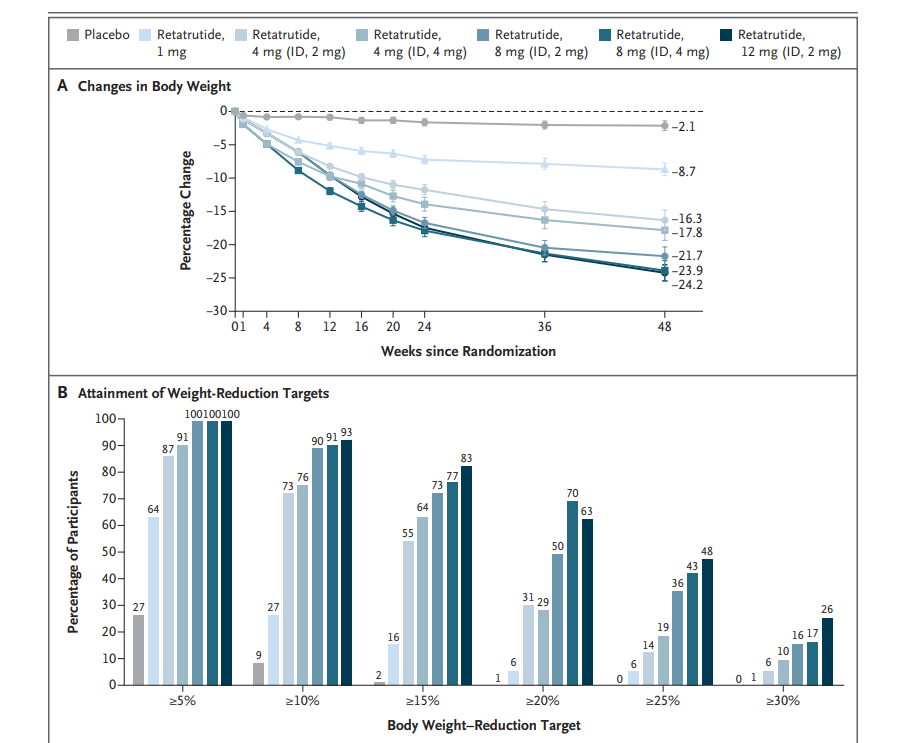 Placebo
Retatrutide,
1 mg
Retatrutide,
4 mg (ID, 2 mg)
Retatrutide,
4 mg (ID, 4 mg)
Retatrutide,
8 mg (ID, 2 mg)
Retatrutide,
8 mg (ID, 4 mg)
Retatrutide,
12 mg (ID, 2 mg)
A Changes in Body Weight
Percentage Change
0
−5
−10
−15
−20
−25
−30
−2.1
−8.7
−16.3
−17.8
−21.7
−23.9
−24.2
0 1 4 8 12 16 20 24 36 48
Weeks since Randomization
B Attainment of Weight-Reduction Targets
Percentage of Participants
100
90
80
70
60
50
40
30
20
10
0
27 64 87 91 100 100 100
9 27 73 76 90 91 93
2 16 55 64 73 77 83
1 6 31 29 50 70 63
0 6 14 19 36 43 48
0 1 6 10 16 17 26
≥5% ≥10% ≥15% ≥20% ≥25% ≥30%
Body Weight–Reduction Target